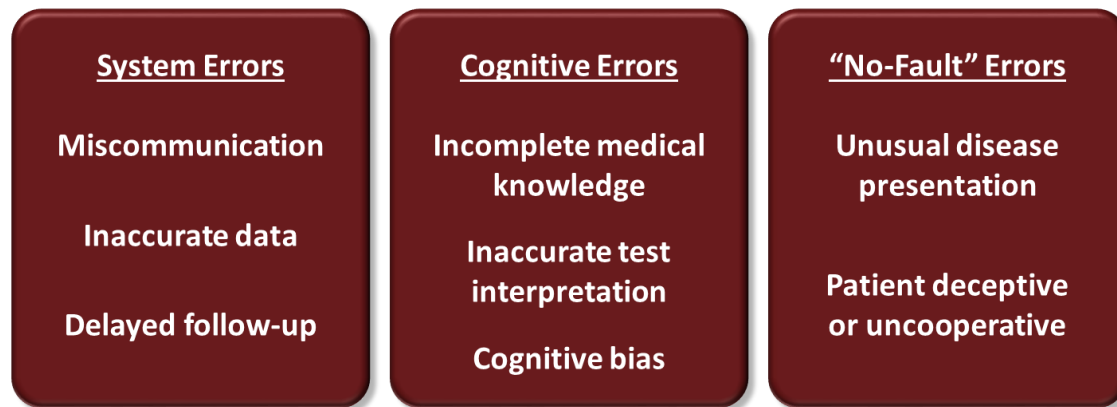 System Errors
Miscommunication
Inaccurate data
Delayed follow-up
Cognitive Errors
Incomplete medical
knowledge
Inaccurate test
interpretation
Cognitive bias
“No-Fault” Errors
Unusual disease
presentation
Patient deceptive
or uncooperative